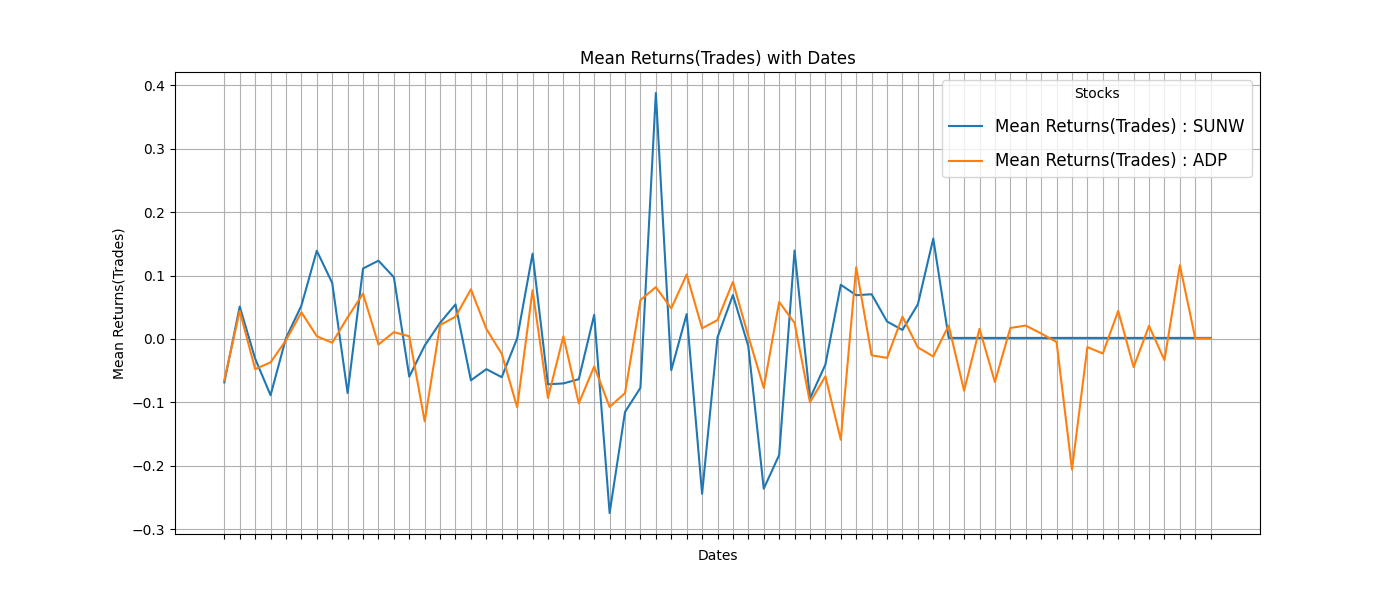 Mean Returns(Trades) with Dates
Stocks
Mean Returns(Trades) : SUNW
Mean Returns(Trades) : ADP
Mean Returns(Trades)
0.4
0.3
0.2
0.1
0.0
−0.1
−0.2
−0.3
Dates